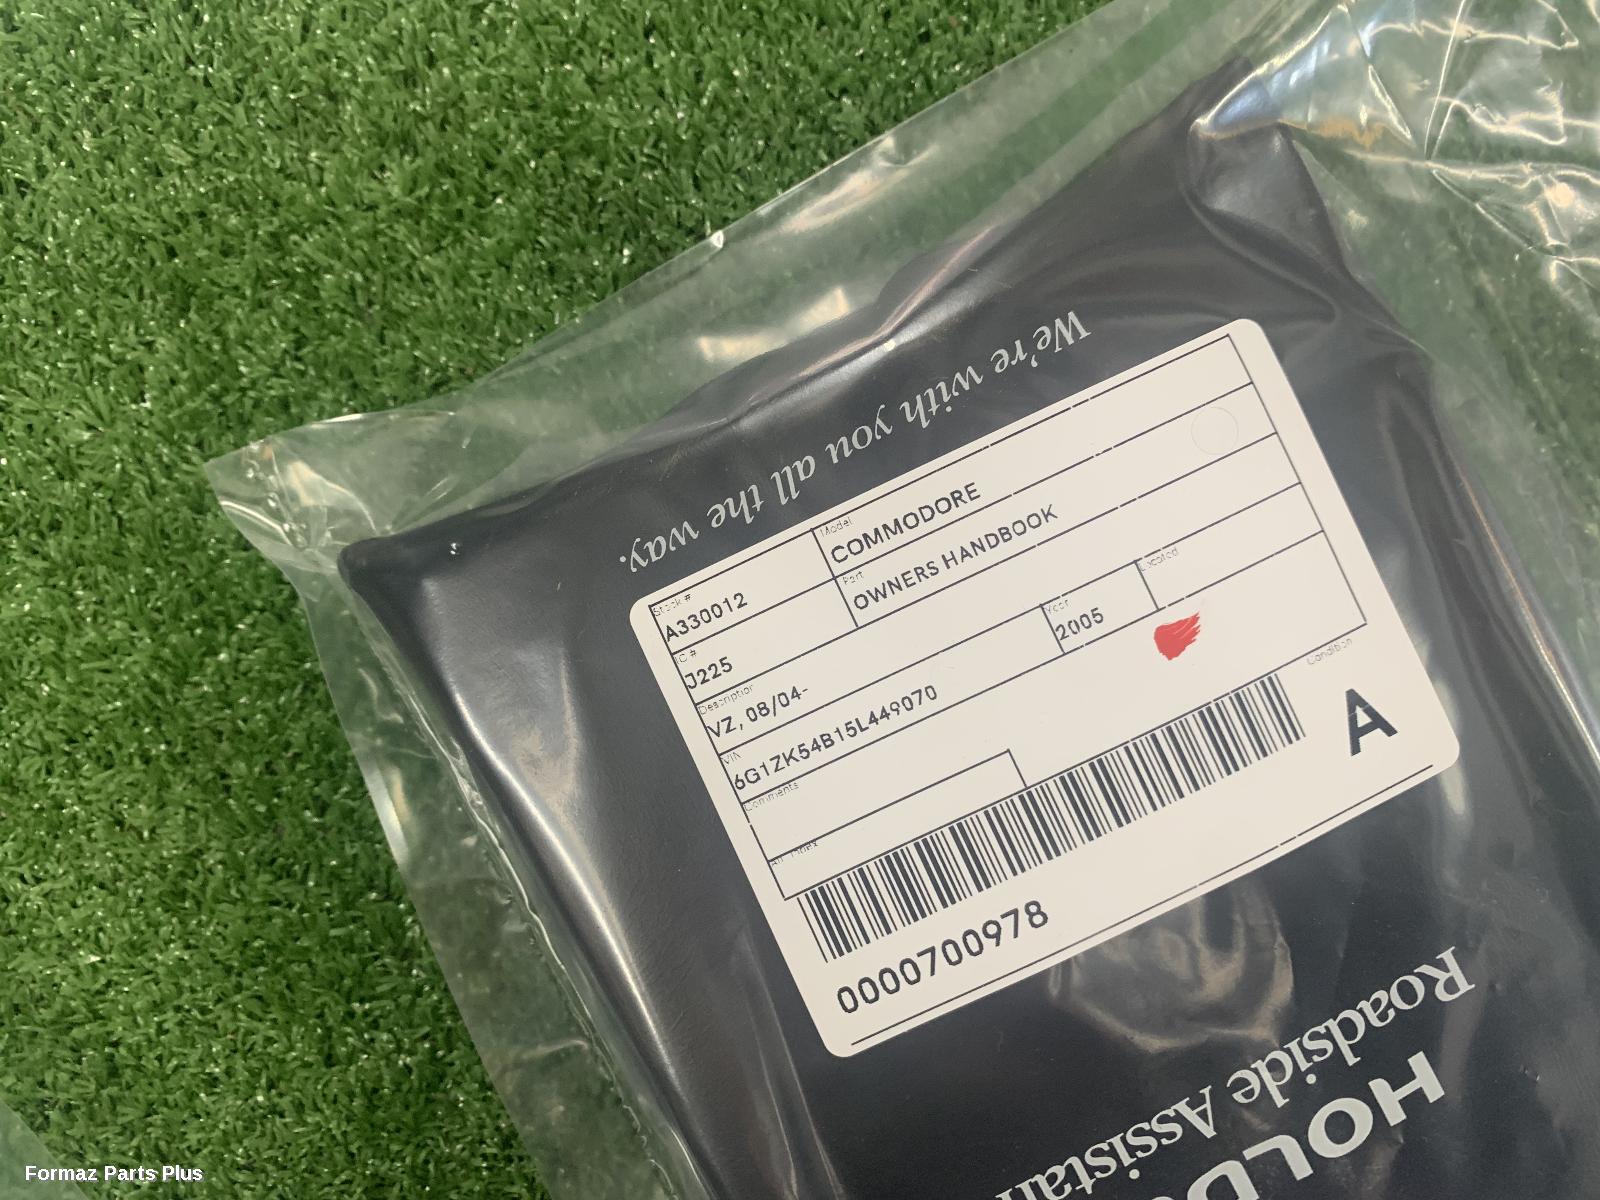 We're with you all the way.
Stock #
A330012
Model
COMMODORE
IC #
J225
Part
OWNERS HANDBOOK
Description
VZ, 08/04-
VIN
6G1ZK54B15L449070
Year
2005
Located
Comments
Condition
A
0000700978
Roadside Assistan
HOLD
Formaz Parts Plus